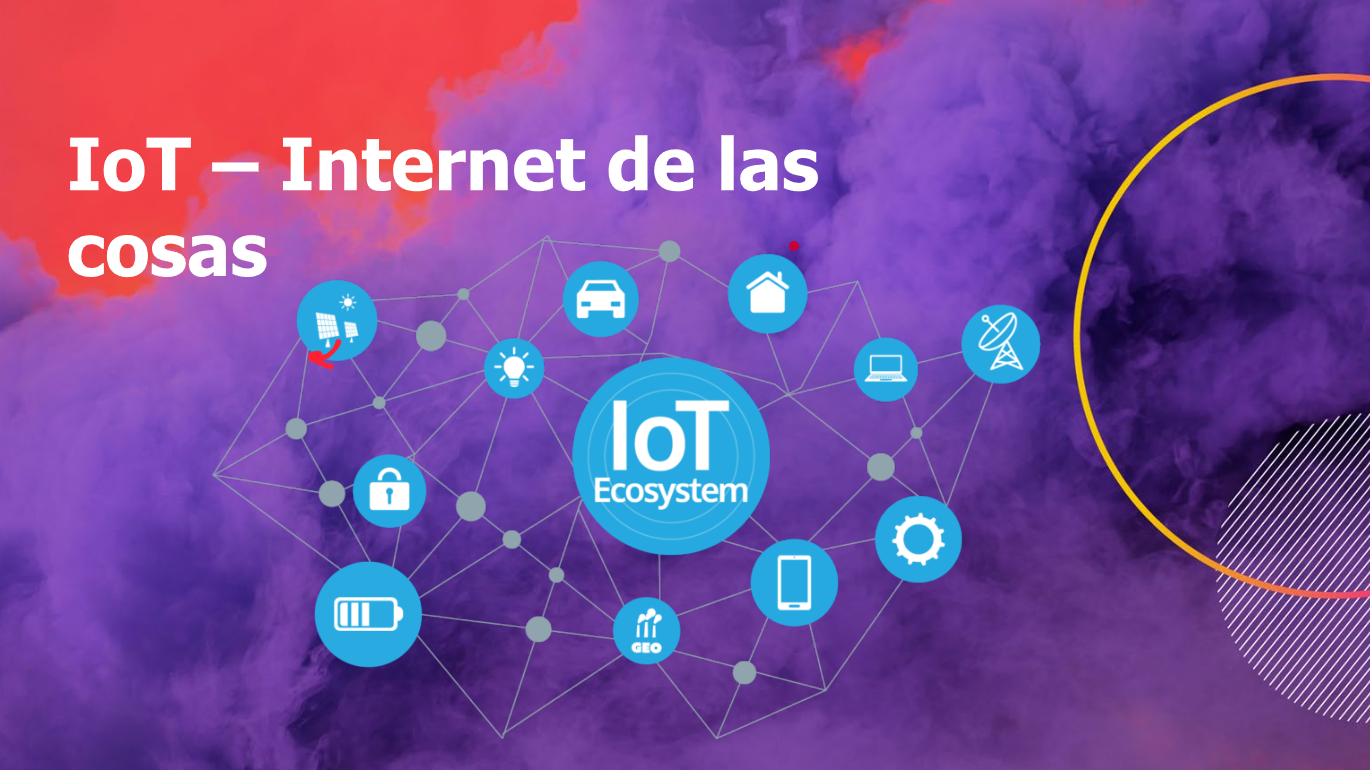 IoT – Internet de las
cosas
IoT
Ecosystem
GEO